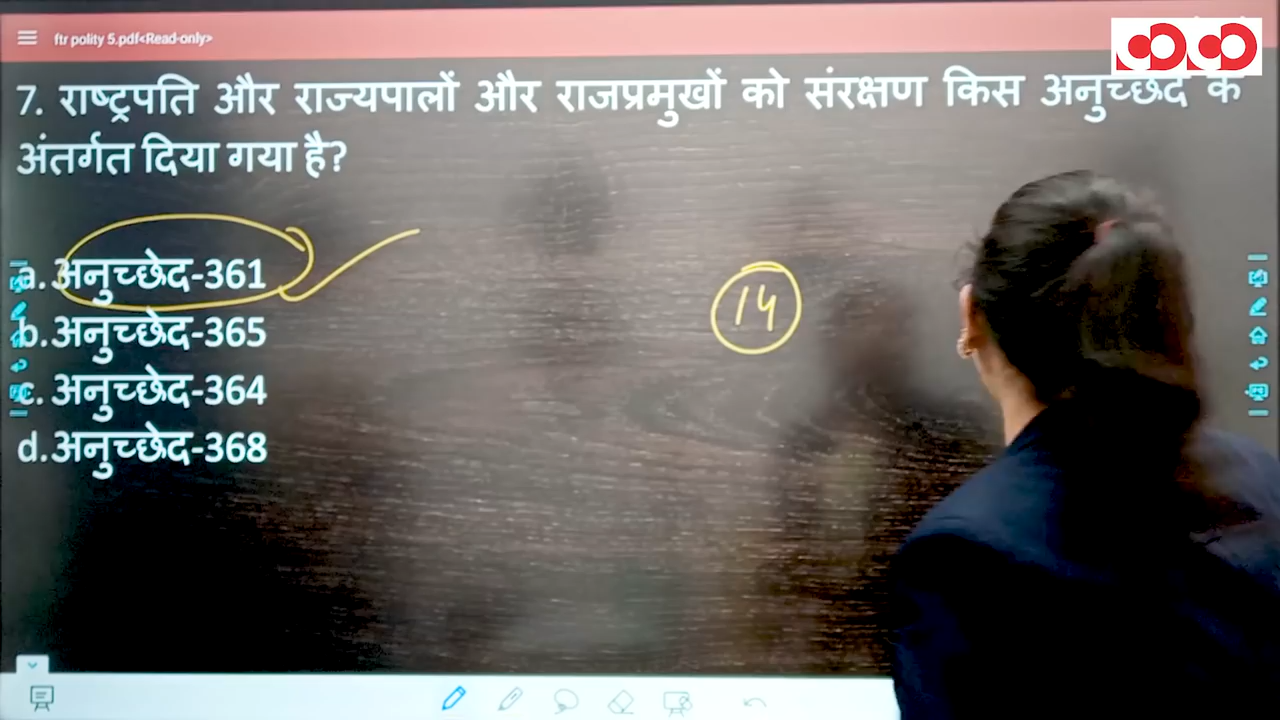 ftr polity 5.pdf<Read-only>
7. राष्ट्रपति और राज्यपालों और राजप्रमुखों को संरक्षण किस अनुच्छेद के
अंतर्गत दिया गया है?
a. अनुच्छेद-361
14
b. अनुच्छेद-365
c. अनुच्छेद-364
d. अनुच्छेद-368